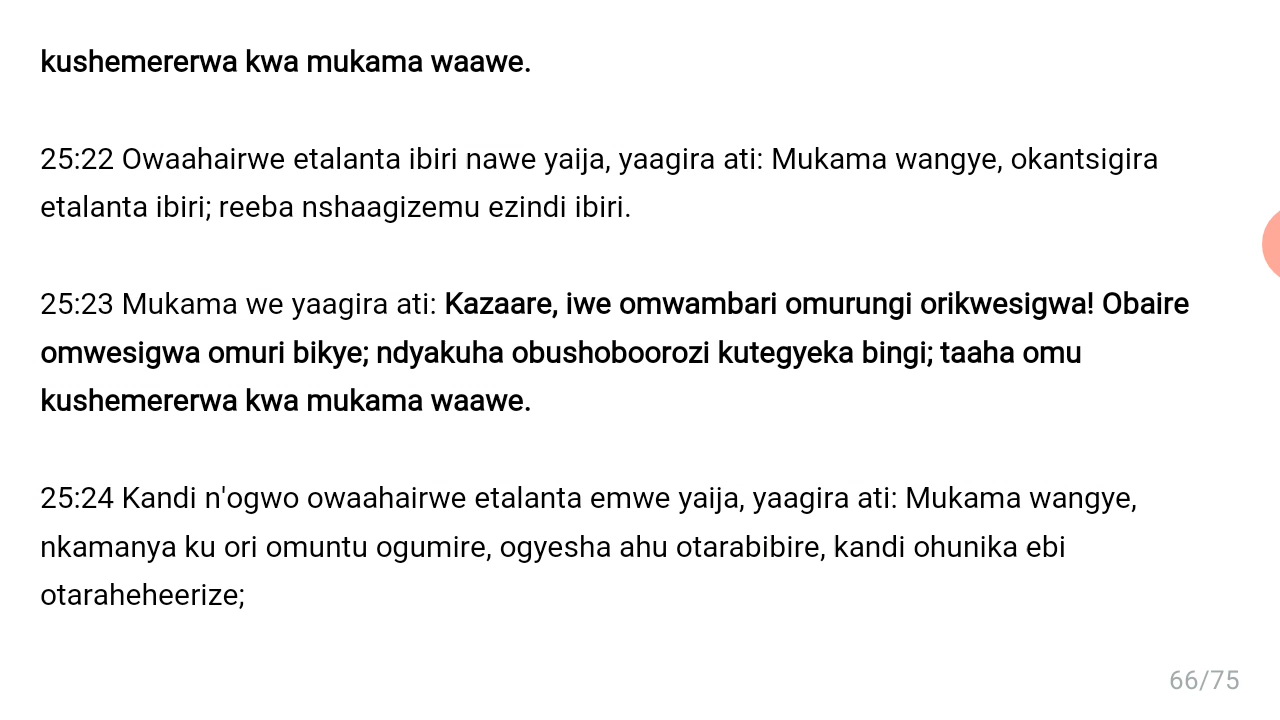 kushemererwa kwa mukama waawe.
25:22 Owaahairwe etalanta ibiri nawe yaija, yaagira ati: Mukama wangye, okantsigira
etalanta ibiri; reeba nshaagizemu ezindi ibiri.
25:23 Mukama we yaagira ati: Kazaare, iwe omwambari omurungi orikwesigwa! Obaire
omwesigwa omuri bikye; ndyakuha obushoboorozi kutegyeka bingi; taaha omu
kushemererwa kwa mukama waawe.
25:24 Kandi n'ogwo owaahairwe etalanta emwe yaija, yaagira ati: Mukama wangye,
nkamanya ku ori omuntu ogumire, ogyesha ahu otarabibire, kandi ohunika ebi
otaraheheerize;
66/75